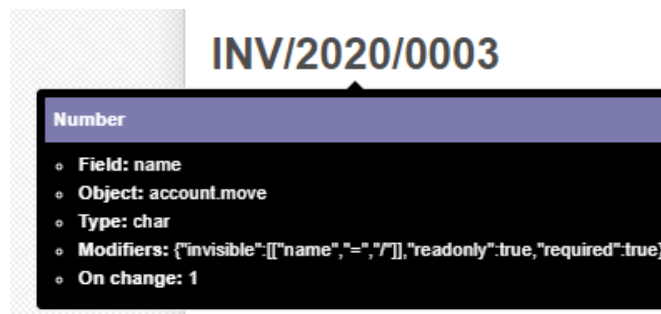 INV/2020/0003
Number
Field: name
Object: account.move
Type: char
Modifiers: {"invisible":[["name","=","/"]],"readonly":true,"required":true}
On change: 1